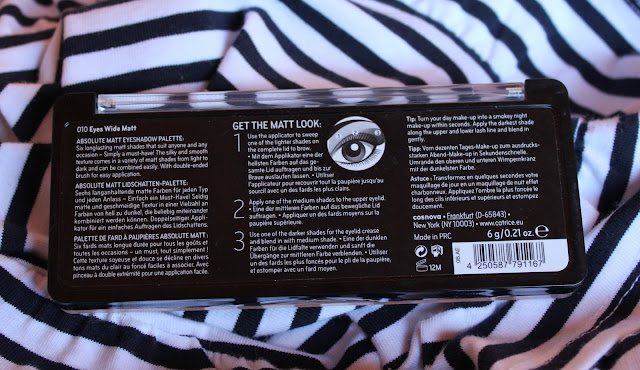 010 Eyes Wide Matt
ABSOLUTE MATT EYESHADOW PALETTE:
Six longlasting matt shades that suit anyone and any
occasion – Simply a must-Have! The silky and smooth
texture comes in a variety of matt shades from light to
dark and can be combined easily. With double-ended
brush for easy application.
ABSOLUTE MATT LIDSCHATTEN-PALETTE:
Sechs langanhaltende matte Farben für jeden Typ
und jeden Anlass – Einfach ein Must-Have! Seidig
matte und geschmeidige Textur in einer Vielzahl an
Farben von hell zu dunkel, die beliebig miteinander
kombiniert werden können. Doppelseitiger Appli-
kator für ein einfaches Auftragen des Lidschattens.
PALETTE DE FARD À PAUPIÈRES ABSOLUTE MATT :
Six fards mats longue durée pour tous les goûts et
toutes les occasions – un must, tout simplement !
Cette texture soyeuse et douce se décline en divers
tons mats du clair au foncé faciles à associer. Avec
pinceau à double extrémité pour une application facile.
GET THE MATT LOOK:
1 Use the applicator to sweep
one of the lighter shades on
the complete lid to brow.
• Mit dem Applikator eine der
hellsten Farben auf das ge-
samte Lid auftragen und bis zur
Braue auslaufen lassen. • Utiliser
l'applicateur pour recouvrir tout la paupière jusqu'au
sourcil avec un des fards les plus clairs.
2 Apply one of the medium shades to the upper eyelid.
• Eine der mittleren Farben auf das bewegliche Lid
auftragen. • Appliquer un des fards moyens sur la
paupière supérieure.
3 Use one of the darker shades for the eyelid crease
and blend in with medium shade. • Eine der dunklen
Farben für die Lidfalte verwenden und sanft die
Übergänge zur mittleren Farbe verblenden. • Utiliser
un des fards les plus foncés pour le pli de la paupière,
et l'estomper avec un fard moyen.
Tip: Turn your day make-up into a smokey night
make-up within seconds. Apply the darkest shade
along the upper and lower lash line and blend in
gently.
Tip: Vom dezenten Tages-Make-up zum ausdrucks-
starken Abend-Make-up in Sekundenschnelle.
Umranden des oberen und unteren Wimpernkranz
mit der dunkelsten Farbe.
Astuce : Transformez en quelques secondes votre
maquillage de jour en un maquillage de nuit effet
charbonneux. Appliquez l'ombre la plus foncée le
long des cils inférieurs et supérieurs et estompez
doucement.
cosnova • Frankfurt (D-65843) •
New York (NY 10003) • www.catrice.eu
Made in PRC 6 g/0.21 oz. e
12M
4 250587 791167